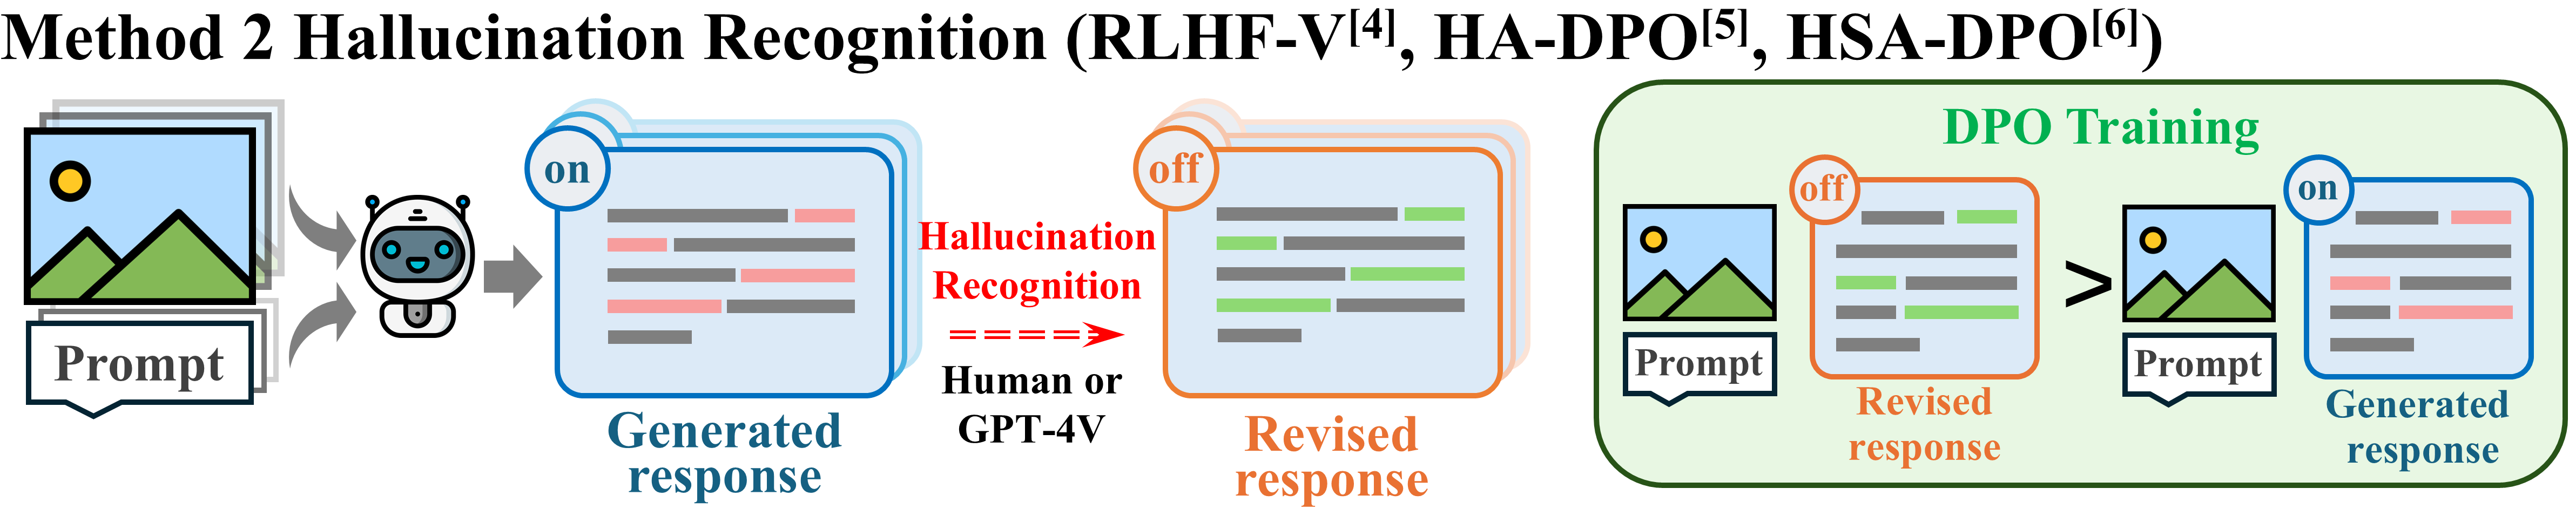 Method 2 Hallucination Recognition (RLHF-V[4], HA-DPO[5], HSA-DPO[6])
Prompt
on
Generated
response
Hallucination
Recognition
Human or
GPT-4V
off
Revised
response
DPO Training
Prompt
off
Revised
response
>
Prompt
on
Generated
response